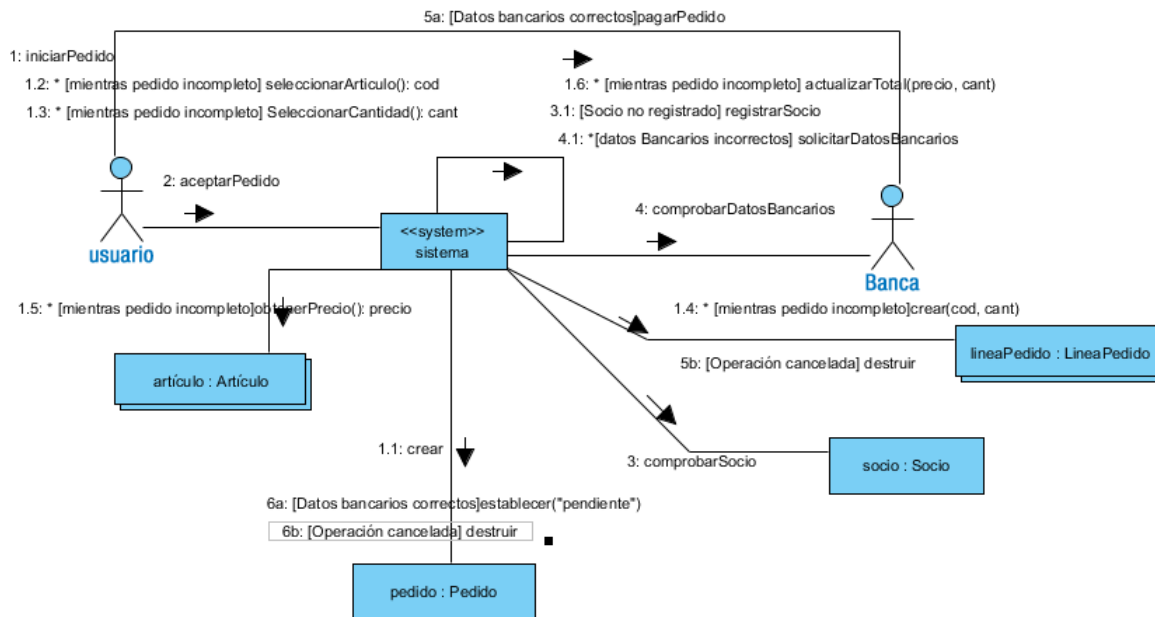 5a: [Datos bancarios correctos]pagarPedido
1: iniciarPedido
1.2: * [mientras pedido incompleto] seleccionarArticulo(): cod
1.3: * [mientras pedido incompleto] SeleccionarCantidad(): cant
1.6: * [mientras pedido incompleto] actualizarTotal(precio, cant)
3.1: [Socio no registrado] registrarSocio
4.1: *[datos Bancarios incorrectos] solicitarDatosBancarios
2: aceptarPedido
4: comprobarDatosBancarios
<<system>>
sistema
usuario
Banca
1.5: * [mientras pedido incompleto]obtenerPrecio(): precio
1.4: * [mientras pedido incompleto]crear(cod, cant)
lineaPedido : LineaPedido
5b: [Operación cancelada] destruir
artículo : Artículo
1.1: crear
3: comprobarSocio
socio : Socio
6a: [Datos bancarios correctos]establecer("pendiente")
6b: [Operación cancelada] destruir
pedido : Pedido